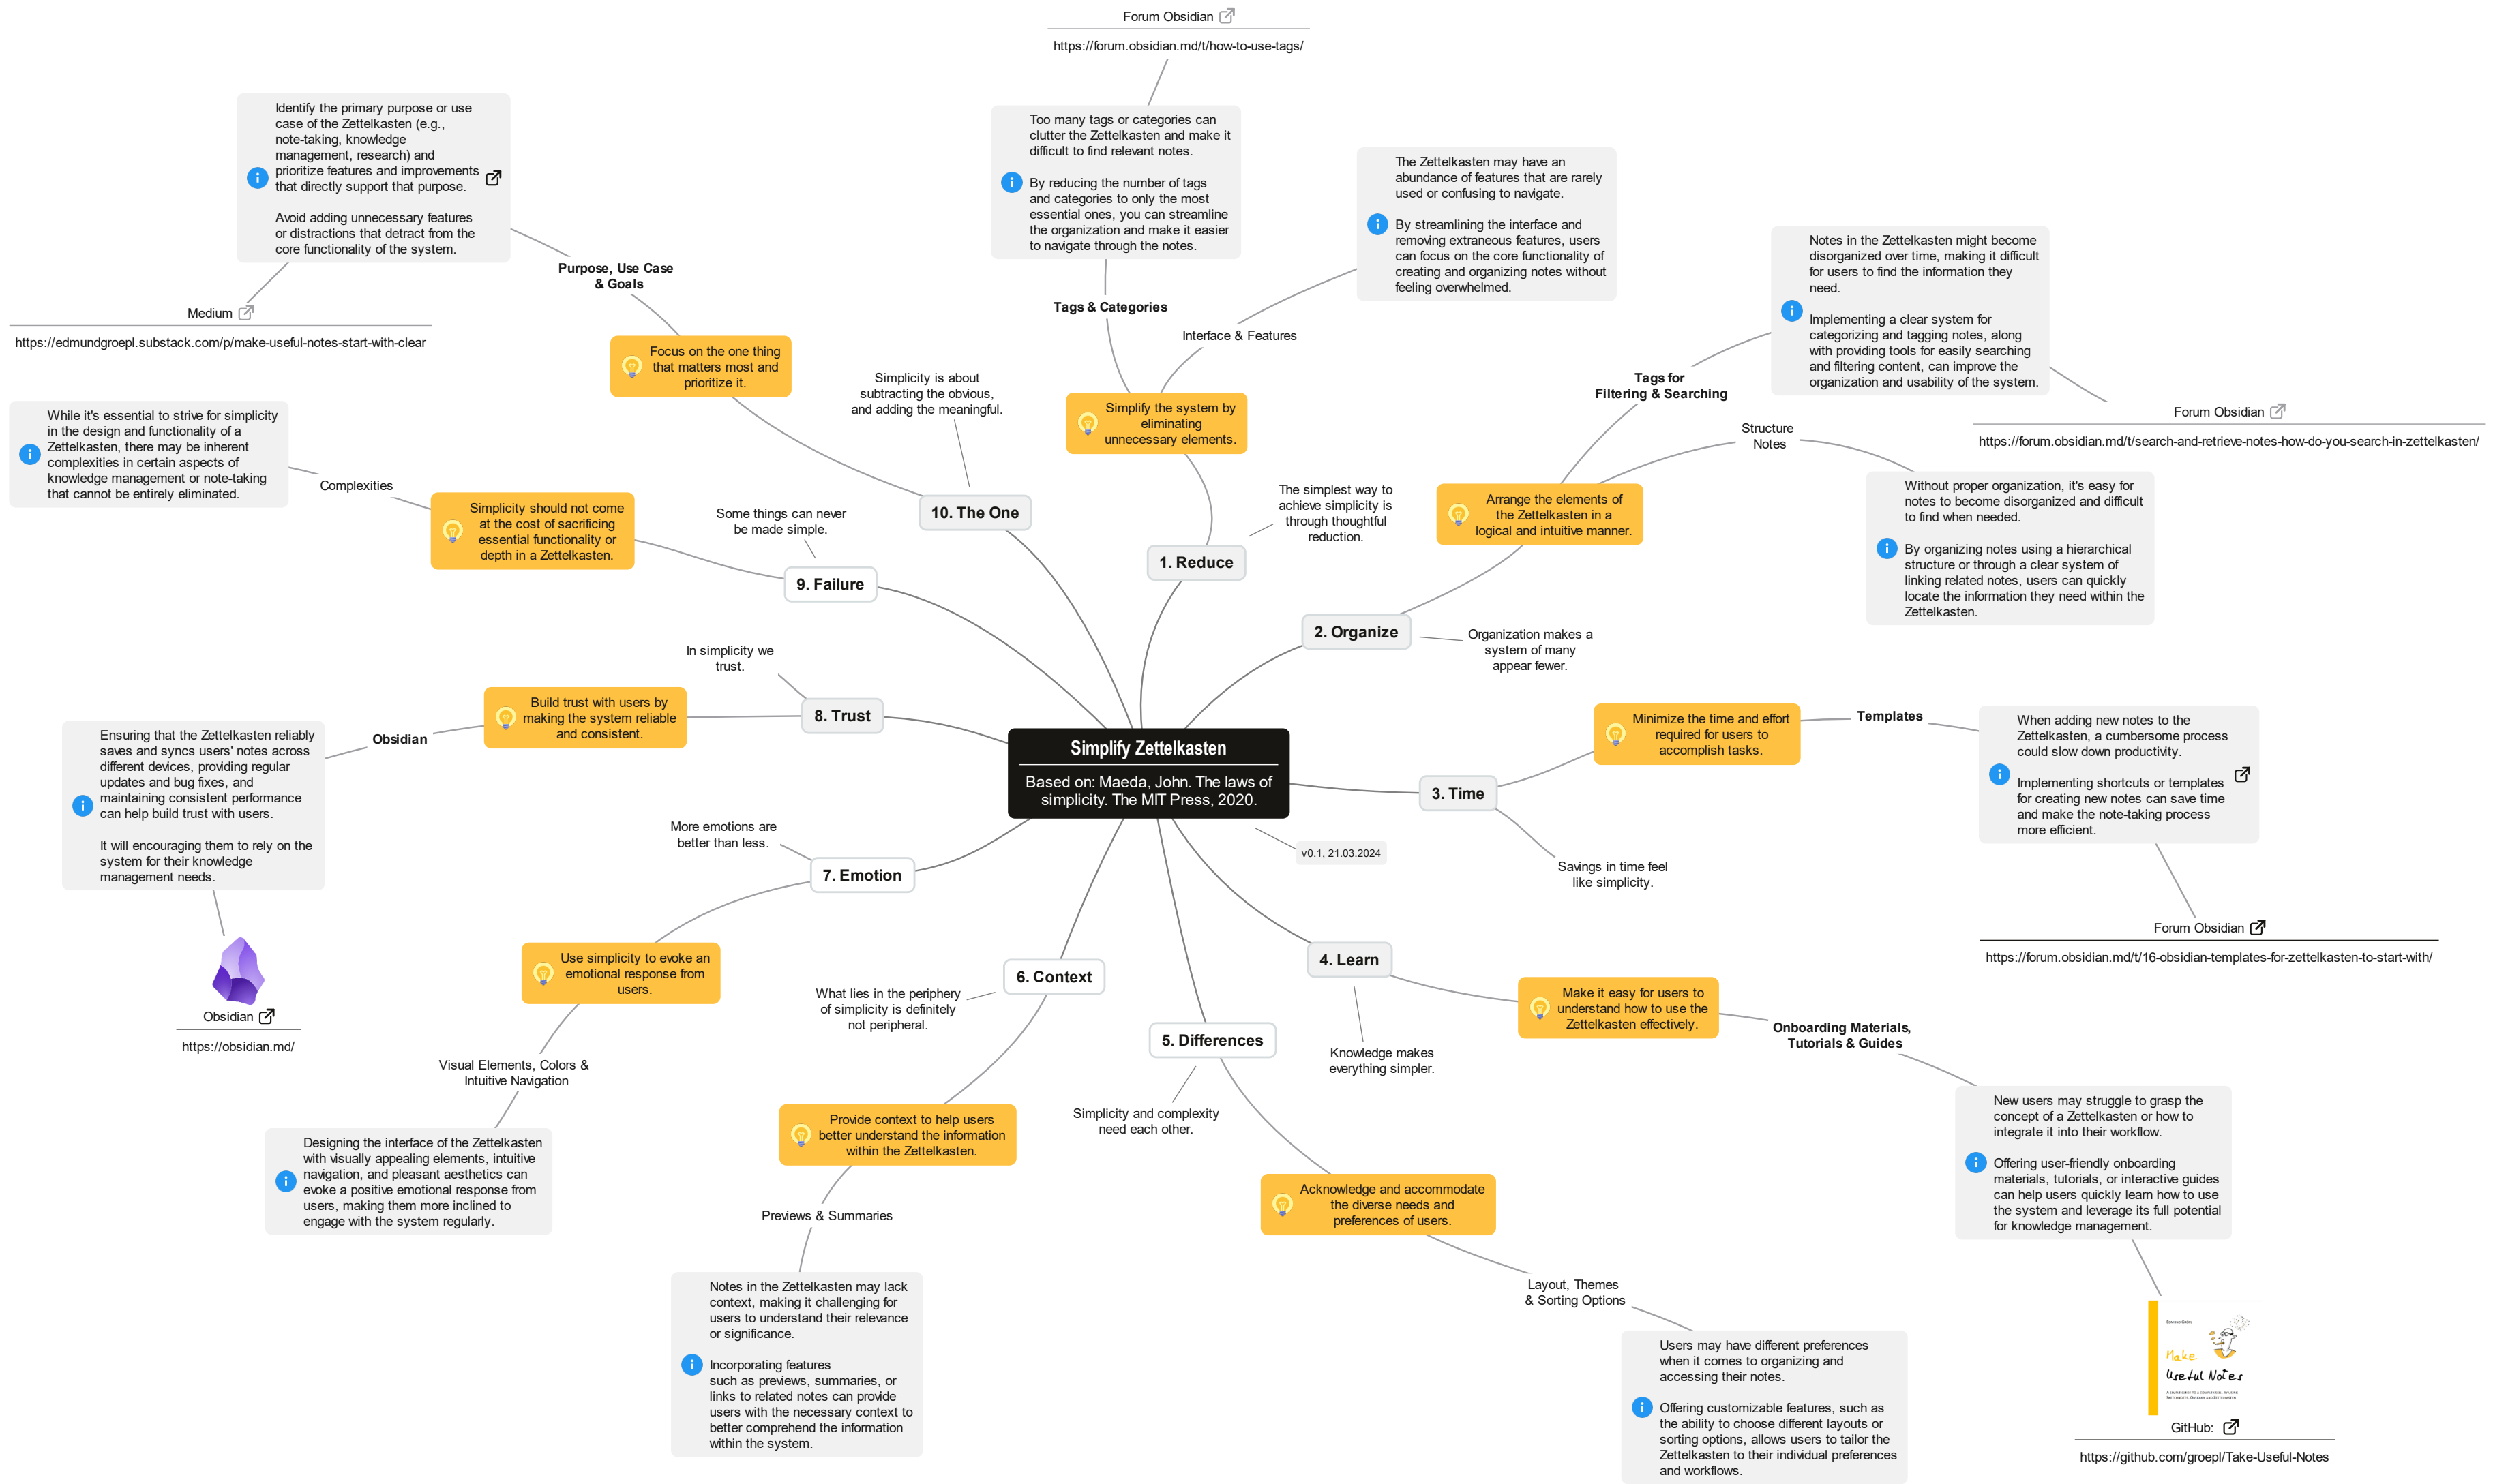 Simplify Zettelkasten
Based on: Maeda, John. The laws of
simplicity. The MIT Press, 2020.
v0.1, 21.03.2024
1. Reduce
The simplest way to
achieve simplicity is
through thoughtful
reduction.
Simplify the system by
eliminating
unnecessary elements.
Tags & Categories
Too many tags or categories can
clutter the Zettelkasten and make it
difficult to find relevant notes.
By reducing the number of tags
and categories to only the most
essential ones, you can streamline
the organization and make it easier
to navigate through the notes.
Forum Obsidian
https://forum.obsidian.md/t/how-to-use-tags/
Interface & Features
The Zettelkasten may have an
abundance of features that are rarely
used or confusing to navigate.
By streamlining the interface and
removing extraneous features, users
can focus on the core functionality of
creating and organizing notes without
feeling overwhelmed.
2. Organize
Organization makes a
system of many
appear fewer.
Arrange the elements of
the Zettelkasten in a
logical and intuitive manner.
Tags for
Filtering & Searching
Notes in the Zettelkasten might become
disorganized over time, making it difficult
for users to find the information they
need.
Implementing a clear system for
categorizing and tagging notes, along
with providing tools for easily searching
and filtering content, can improve the
organization and usability of the system.
Forum Obsidian
https://forum.obsidian.md/t/search-and-retrieve-notes-how-do-you-search-in-zettelkasten/
Structure
Notes
Without proper organization, it's easy for
notes to become disorganized and difficult
to find when needed.
By organizing notes using a hierarchical
structure or through a clear system of
linking related notes, users can quickly
locate the information they need within the
Zettelkasten.
3. Time
Savings in time feel
like simplicity.
Minimize the time and effort
required for users to
accomplish tasks.
Templates
When adding new notes to the
Zettelkasten, a cumbersome process
could slow down productivity.
Implementing shortcuts or templates
for creating new notes can save time
and make the note-taking process
more efficient.
Forum Obsidian
https://forum.obsidian.md/t/16-obsidian-templates-for-zettelkasten-to-start-with/
4. Learn
Knowledge makes
everything simpler.
Make it easy for users to
understand how to use the
Zettelkasten effectively.
Onboarding Materials,
Tutorials & Guides
New users may struggle to grasp the
concept of a Zettelkasten or how to
integrate it into their workflow.
Offering user-friendly onboarding
materials, tutorials, or interactive guides
can help users quickly learn how to use
the system and leverage its full potential
for knowledge management.
Edmund Gröpl
Make
Useful Notes
GitHub:
https://github.com/groepl/Take-Useful-Notes
5. Differences
Simplicity and complexity
need each other.
Acknowledge and accommodate
the diverse needs and
preferences of users.
Layout, Themes
& Sorting Options
Users may have different preferences
when it comes to organizing and
accessing their notes.
Offering customizable features, such as
the ability to choose different layouts or
sorting options, allows users to tailor the
Zettelkasten to their individual preferences
and workflows.
6. Context
What lies in the periphery
of simplicity is definitely
not peripheral.
Provide context to help users
better understand the information
within the Zettelkasten.
Previews & Summaries
Notes in the Zettelkasten may lack
context, making it challenging for
users to understand their relevance
or significance.
Incorporating features
such as previews, summaries, or
links to related notes can provide
users with the necessary context to
better comprehend the information
within the system.
7. Emotion
More emotions are
better than less.
Use simplicity to evoke an
emotional response from
users.
Visual Elements, Colors &
Intuitive Navigation
Designing the interface of the Zettelkasten
with visually appealing elements, intuitive
navigation, and pleasant aesthetics can
evoke a positive emotional response from
users, making them more inclined to
engage with the system regularly.
8. Trust
In simplicity we
trust.
Build trust with users by
making the system reliable
and consistent.
Obsidian
Ensuring that the Zettelkasten reliably
saves and syncs users' notes across
different devices, providing regular
updates and bug fixes, and
maintaining consistent performance
can help build trust with users.
It will encouraging them to rely on the
system for their knowledge
management needs.
Obsidian
https://obsidian.md/
9. Failure
Some things can never
be made simple.
Simplicity should not come
at the cost of sacrificing
essential functionality or
depth in a Zettelkasten.
Complexities
While it's essential to strive for simplicity
in the design and functionality of a
Zettelkasten, there may be inherent
complexities in certain aspects of
knowledge management or note-taking
that cannot be entirely eliminated.
10. The One
Simplicity is about
subtracting the obvious,
and adding the meaningful.
Focus on the one thing
that matters most and
prioritize it.
Purpose, Use Case
& Goals
Identify the primary purpose or use
case of the Zettelkasten (e.g.,
note-taking, knowledge
management, research) and
prioritize features and improvements
that directly support that purpose.
Avoid adding unnecessary features
or distractions that detract from the
core functionality of the system.
Medium
https://edmundgroepl.substack.com/p/make-useful-notes-start-with-clear